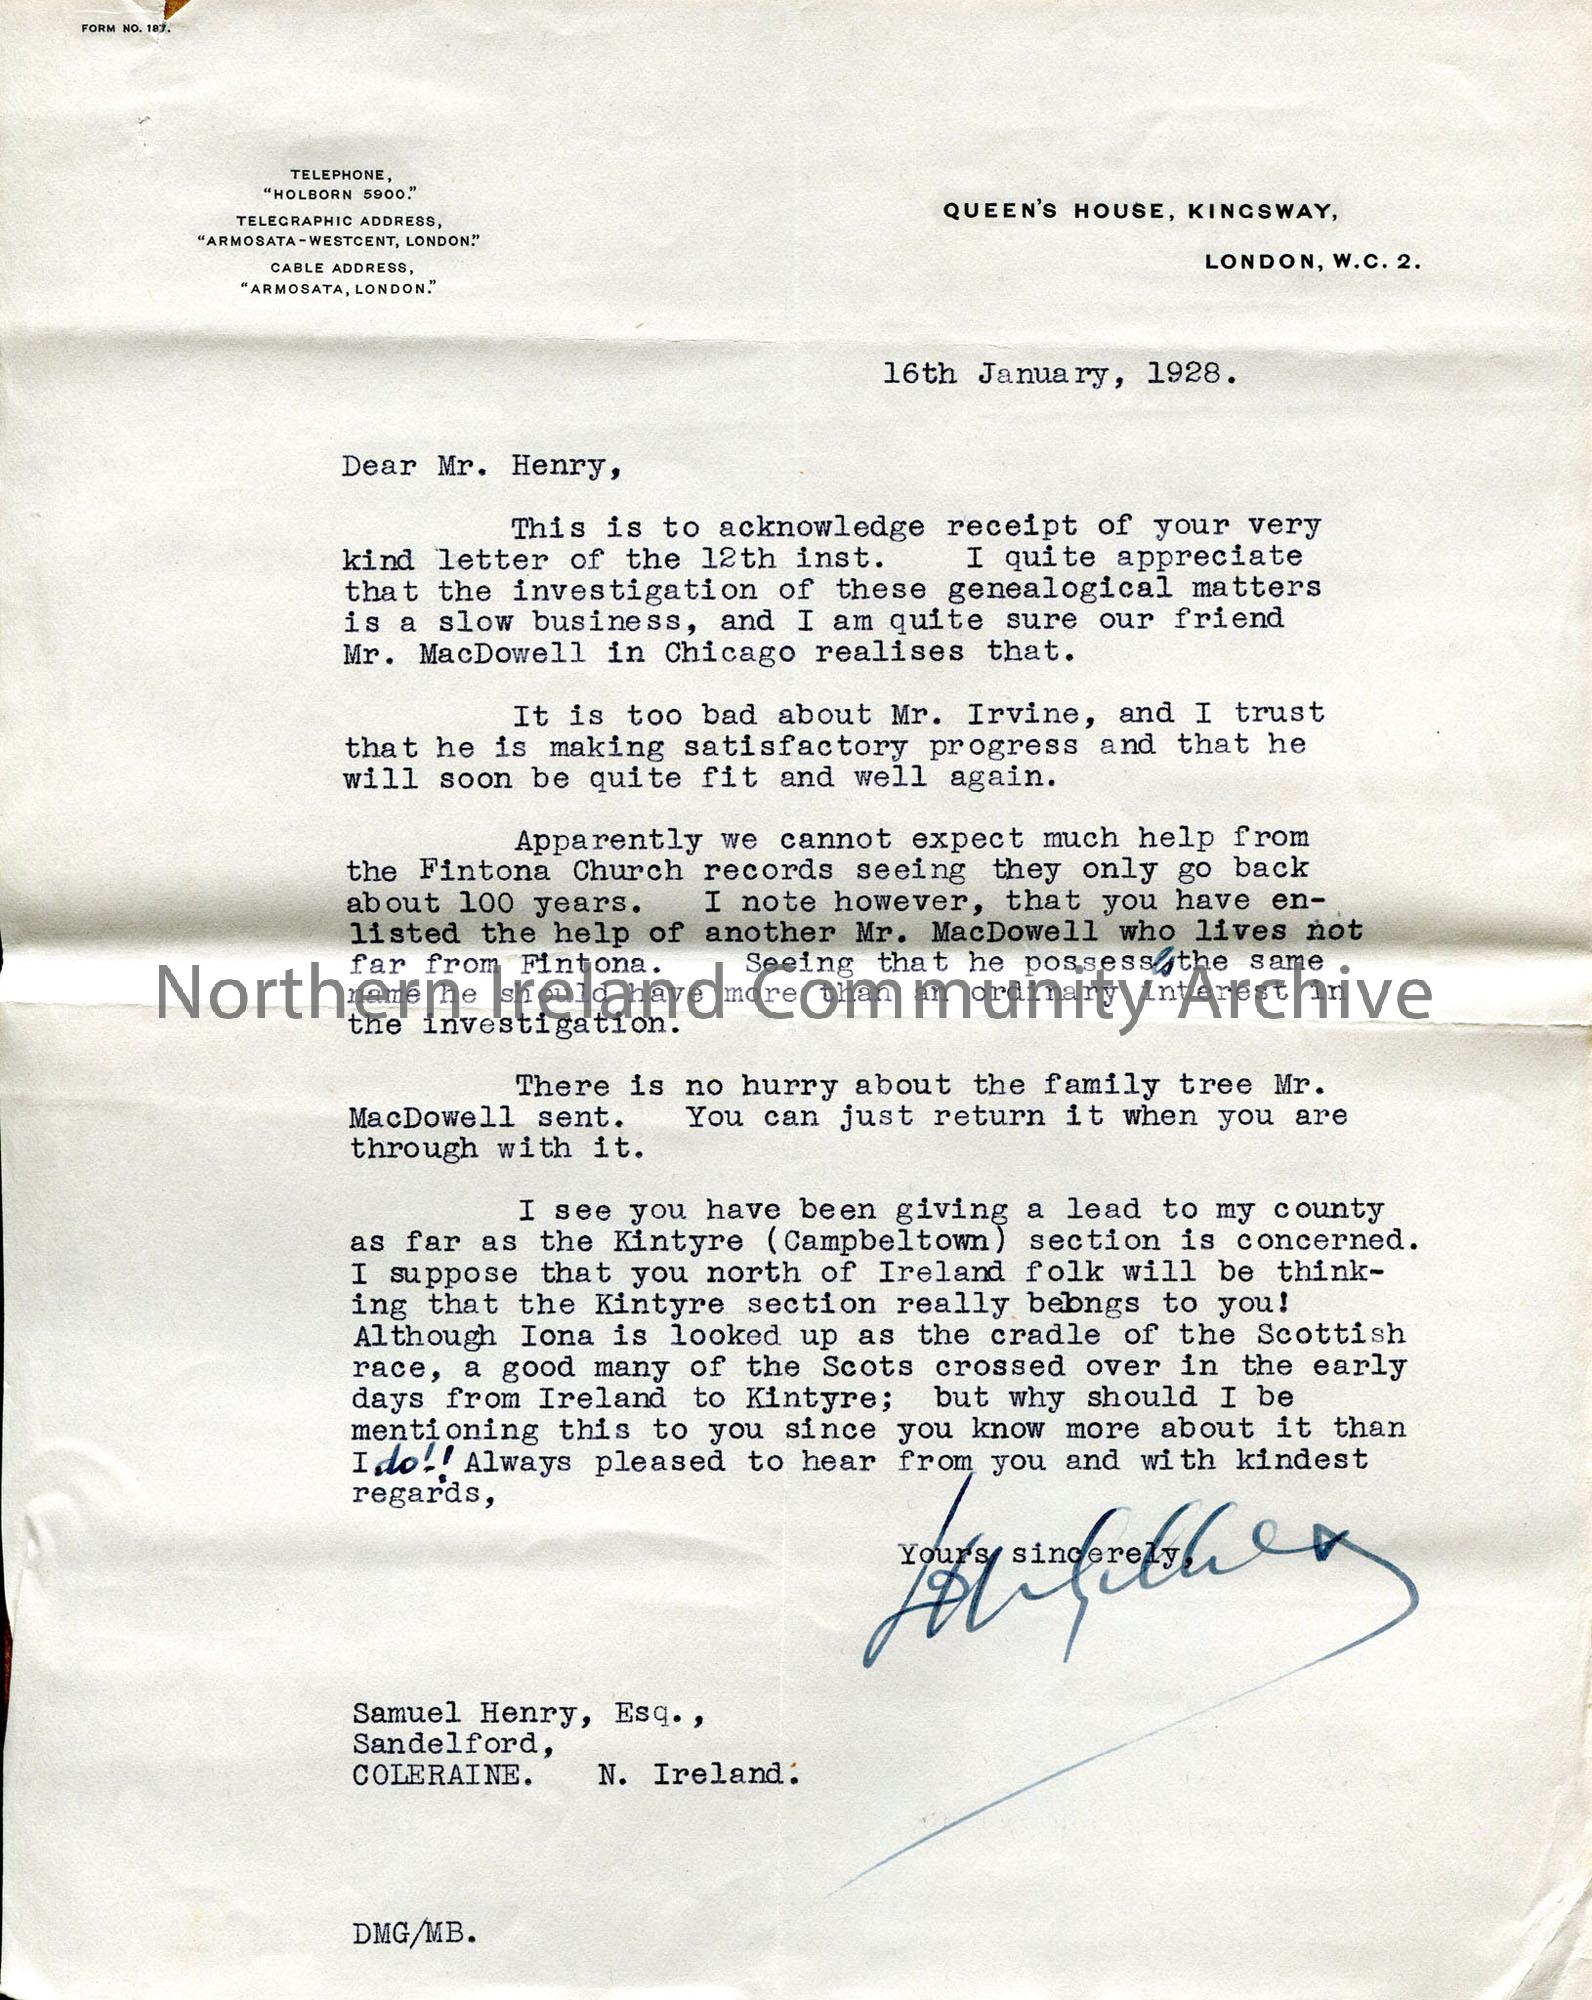 FORM NO. 187.
TELEPHONE,
"HOLBORN 5900."
TELEGRAPHIC ADDRESS,
"ARMOSATA-WESTCENT, LONDON."
CABLE ADDRESS,
"ARMOSATA, LONDON."
QUEEN'S HOUSE, KINGSWAY,
LONDON, W.C. 2.
16th January, 1928.
Dear Mr. Henry,
This is to acknowledge receipt of your very
kind letter of the 12th inst. I quite appreciate
that the investigation of these genealogical matters
is a slow business, and I am quite sure our friend
Mr. MacDowell in Chicago realises that.
It is too bad about Mr. Irvine, and I trust
that he is making satisfactory progress and that he
will soon be quite fit and well again.
Apparently we cannot expect much help from
the Fintona Church records seeing they only go back
about 100 years. I note however, that you have en-
listed the help of another Mr. MacDowell who lives not
far from Fintona. Seeing that he possess the same
name he should have more than an ordinary interest in
Northern Ireland Community Archive
the investigation.
There is no hurry about the family tree Mr.
MacDowell sent. You can just return it when you are
through with it.
I see you have been giving a lead to my county
as far as the Kintyre (Campbeltown) section is concerned.
I suppose that you north of Ireland folk will be think-
ing that the Kintyre section really belongs to you!
Although Iona is looked up as the cradle of the Scottish
race, a good many of the Scots crossed over in the early
days from Ireland to Kintyre; but why should I be
mentioning this to you since you know more about it than
I do!! Always pleased to hear from you and with kindest
regards,
Yours sincerely,
Samuel Henry, Esq.,
Sandelford,
COLERAINE. N. Ireland.
DMG/MB.